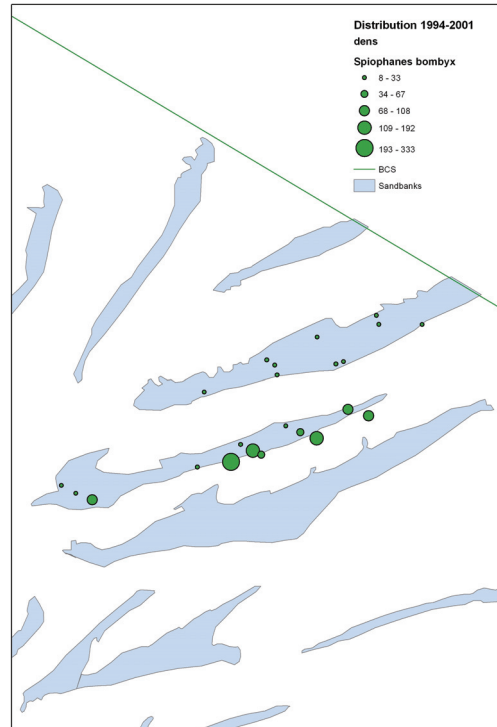 Distribution 1994-2001
dens
Spiophanes bombyx
8 - 33
34 - 67
68 - 108
109 - 192
193 - 333
BCS
Sandbanks